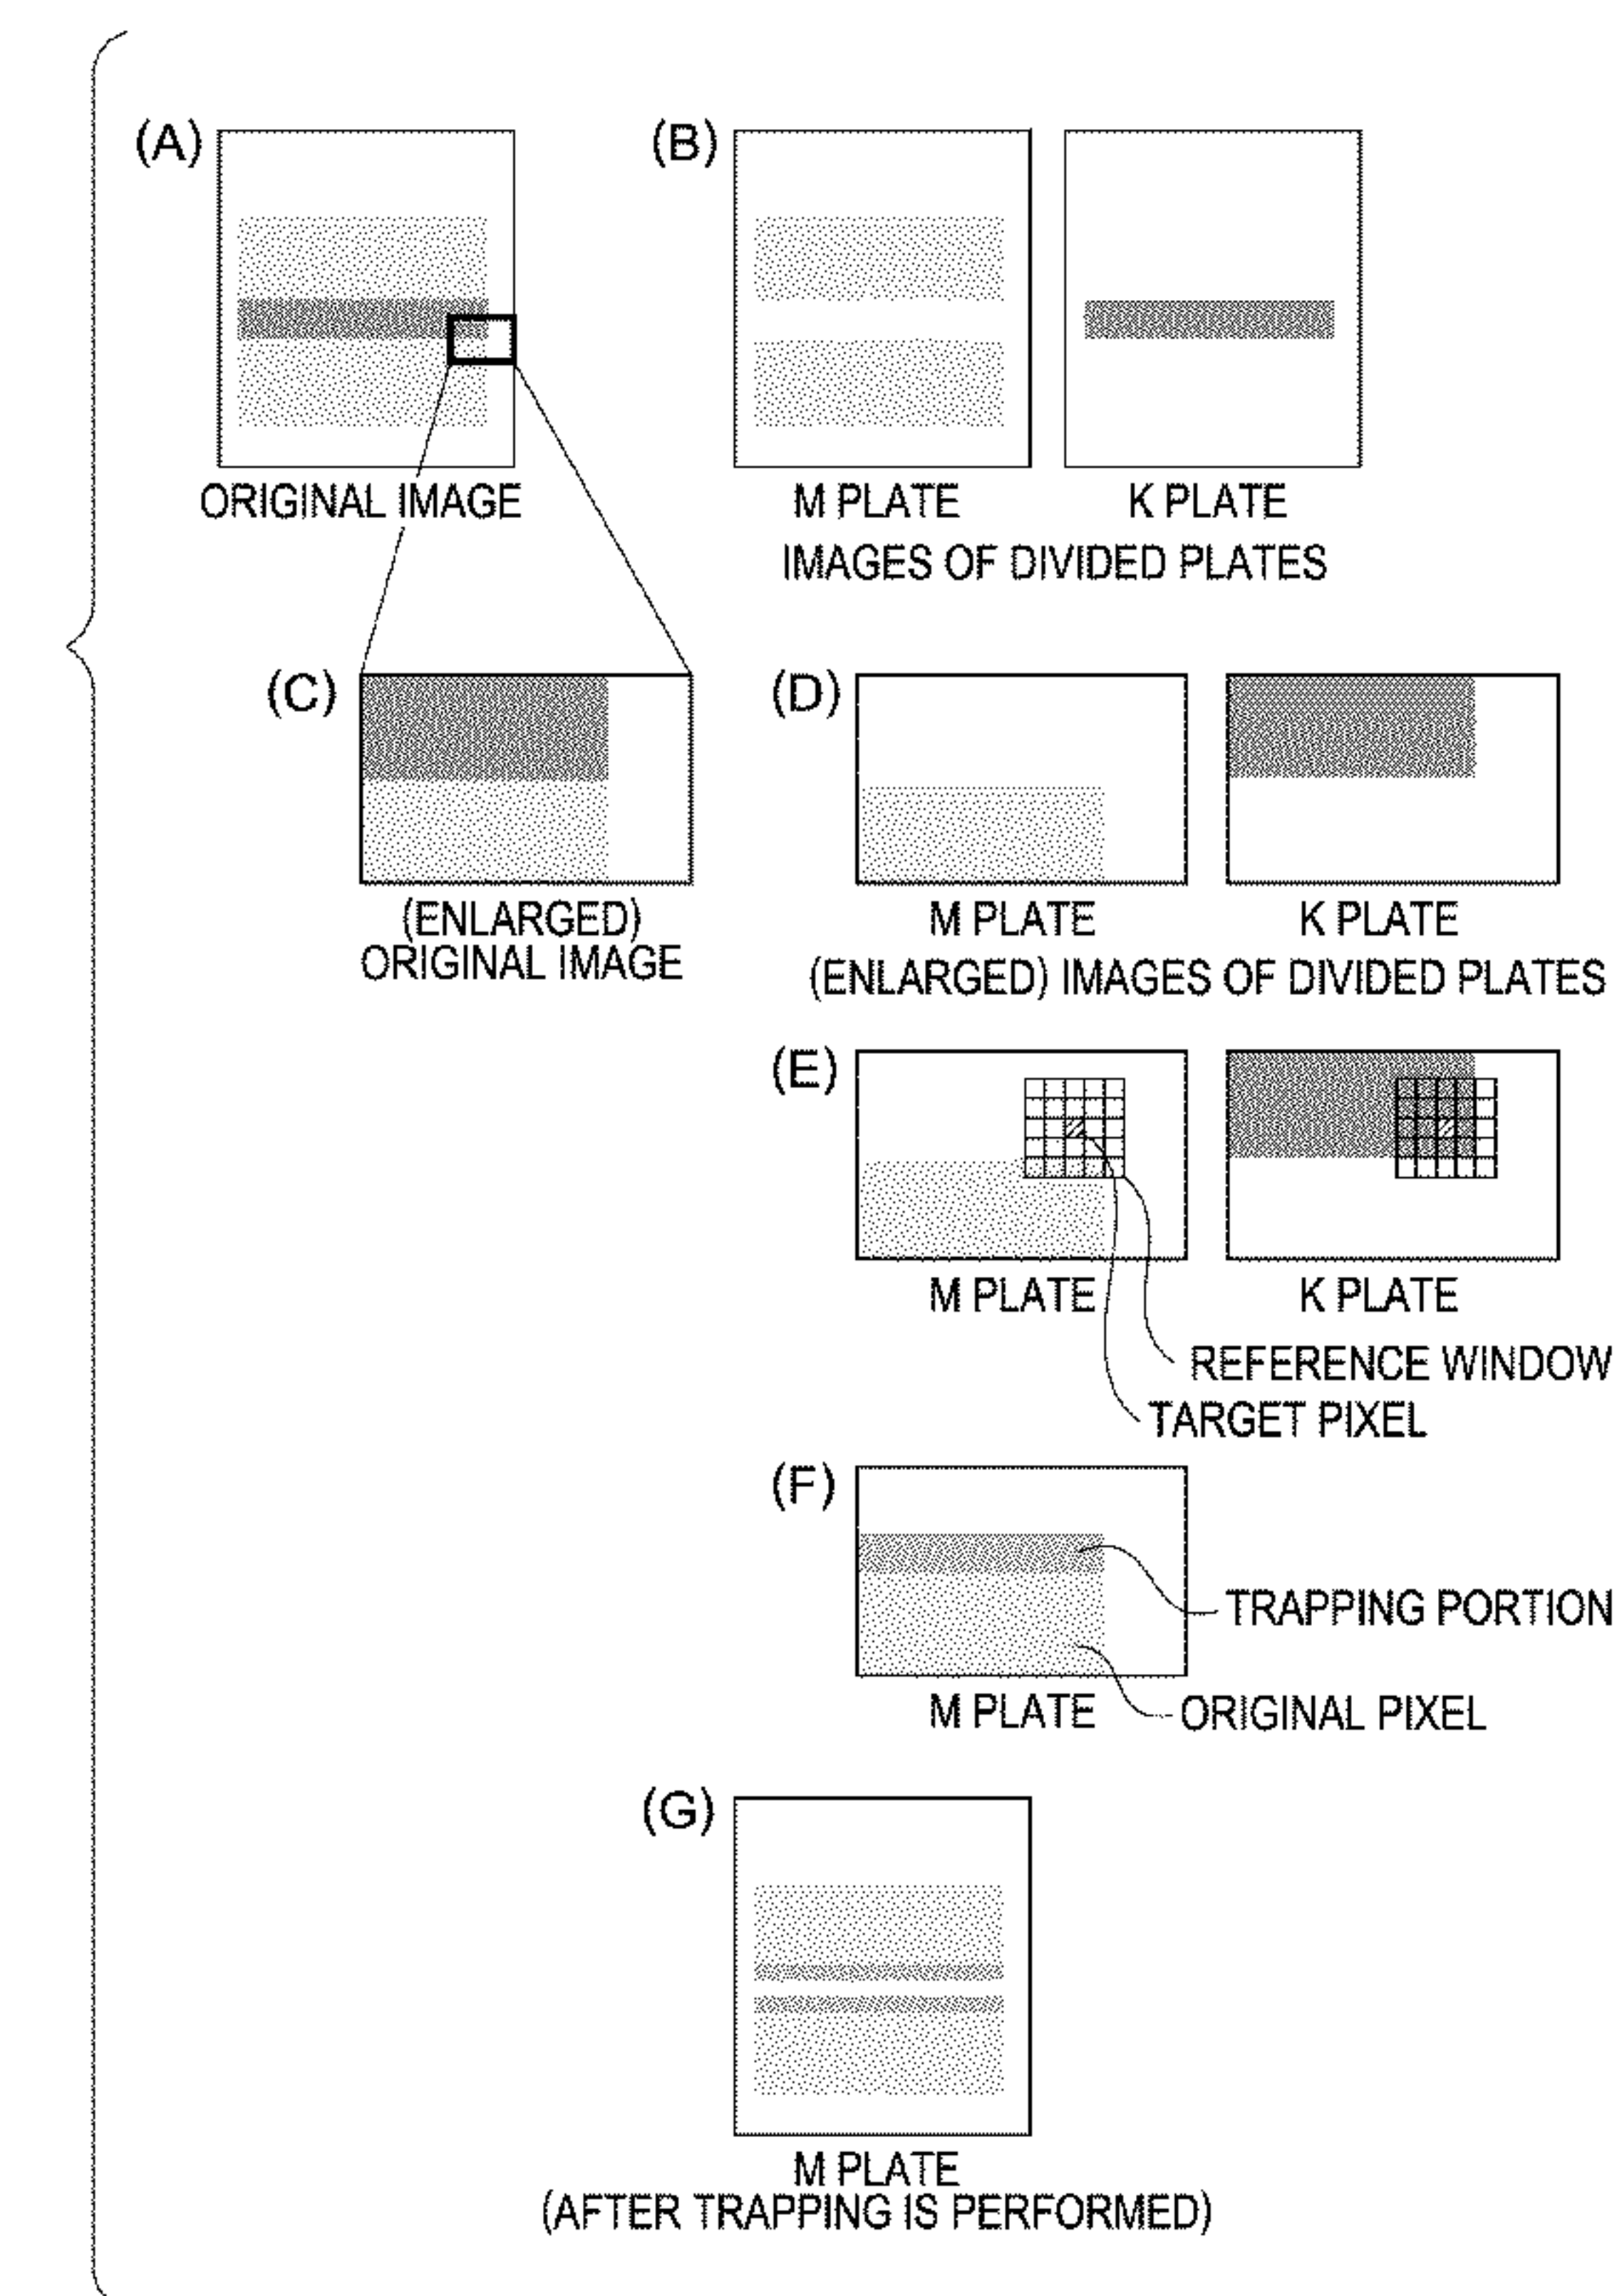 (A)
(B)
ORIGINAL IMAGE
M PLATE
K PLATE
IMAGES OF DIVIDED PLATES
(C)
(D)
(ENLARGED)
ORIGINAL IMAGE
M PLATE
K PLATE
(ENLARGED) IMAGES OF DIVIDED PLATES
(E)
M PLATE
K PLATE
REFERENCE WINDOW
TARGET PIXEL
(F)
TRAPPING PORTION
M PLATE
ORIGINAL PIXEL
(G)
M PLATE
(AFTER TRAPPING IS PERFORMED)